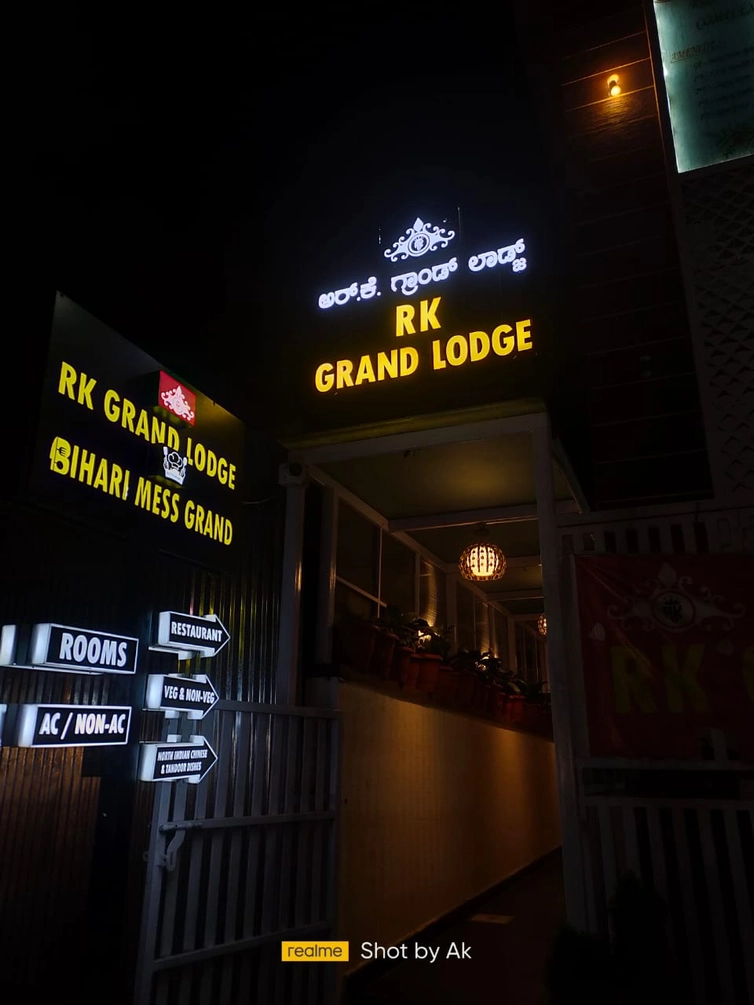 ಆರ್.ಕೆ. ಗ್ರಾಂಡ್ ಲಾಡ್ಜ್
RK
GRAND LODGE
RK GRAND LODGE
BIHARI MESS GRAND
ROOMS
AC / NON-AC
RESTAURANT
VEG & NON-VEG
NORTH INDIAN CHINESE
& TANDOOR DISHES
RK
realme Shot by Ak